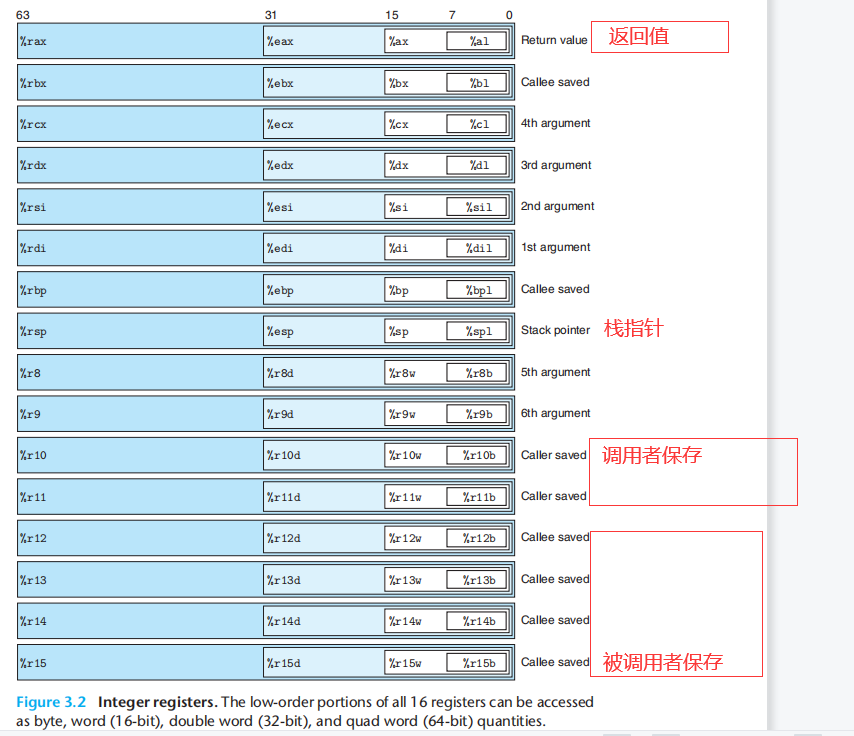 63 31 15 7 0
%rax %eax %ax %al Return value 返回值
%rbx %ebx %bx %bl Callee saved
%rcx %ecx %cx %cl 4th argument
%rdx %edx %dx %dl 3rd argument
%rsi %esi %si %sil 2nd argument
%rdi %edi %di %dil 1st argument
%rbp %ebp %bp %bpl Callee saved
%rsp %esp %sp %spl Stack pointer 栈指针
%r8 %r8d %r8w %r8b 5th argument
%r9 %r9d %r9w %r9b 6th argument
%r10 %r10d %r10w %r10b Caller saved 调用者保存
%r11 %r11d %r11w %r11b Caller saved
%r12 %r12d %r12w %r12b Callee saved
%r13 %r13d %r13w %r13b Callee saved
%r14 %r14d %r14w %r14b Callee saved
%r15 %r15d %r15w %r15b Callee saved 被调用者保存
Figure 3.2 Integer registers. The low-order portions of all 16 registers can be accessed
as byte, word (16-bit), double word (32-bit), and quad word (64-bit) quantities.